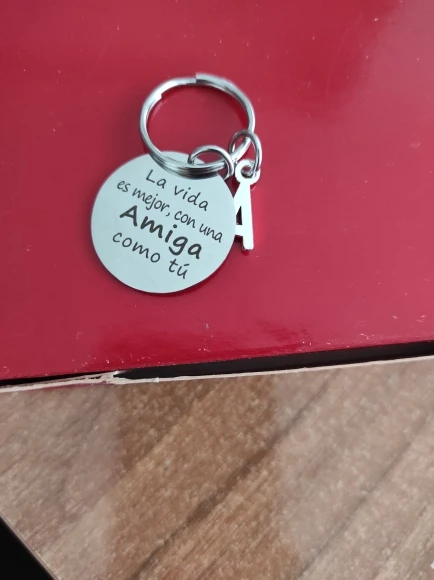 La vida
es mejor, con una
Amiga
como tú
A